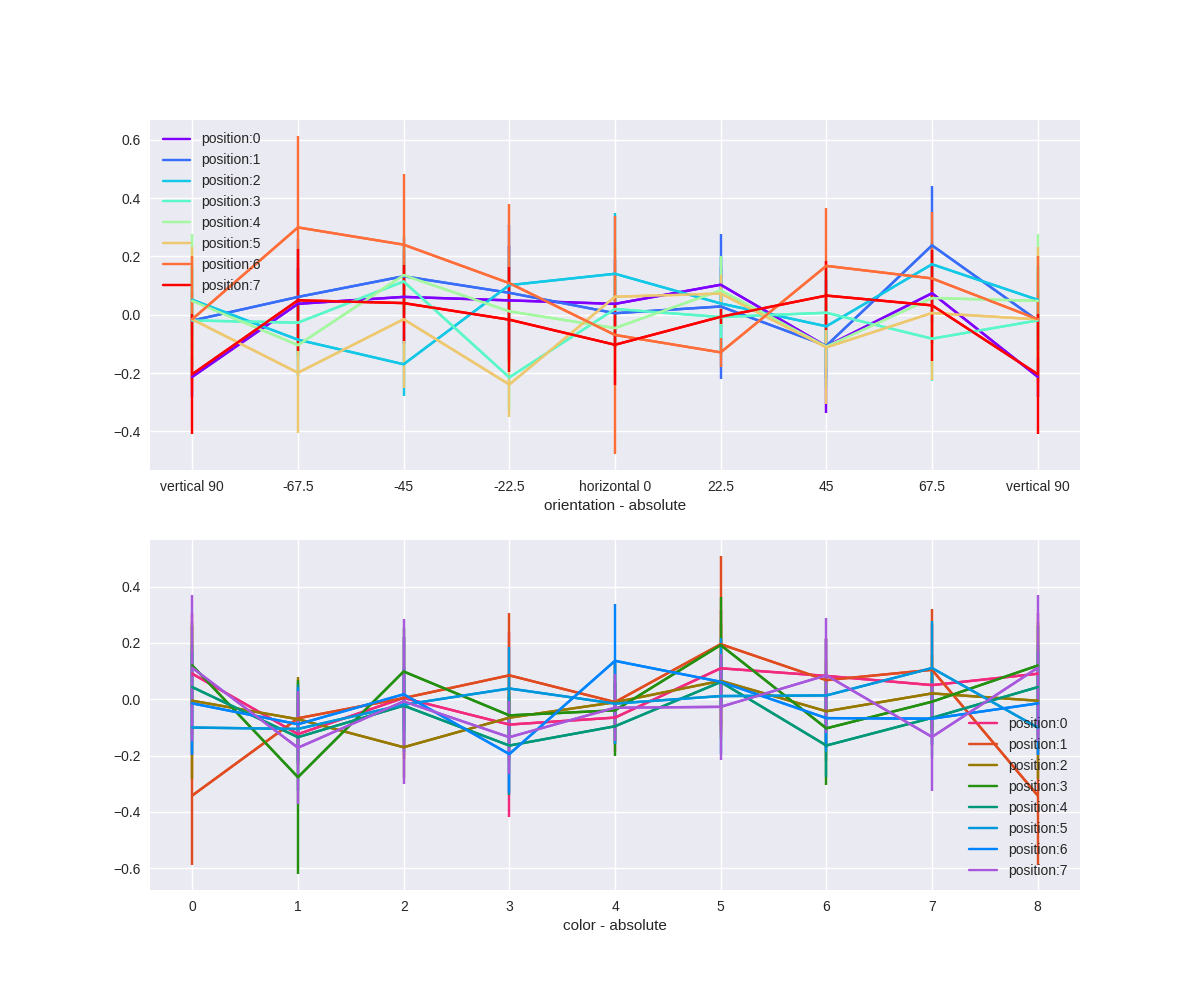 0.6
0.4
0.2
0.0
−0.2
−0.4
position:0
position:1
position:2
position:3
position:4
position:5
position:6
position:7
vertical 90 -67.5 -45 -22.5 horizontal 0 22.5 45 67.5 vertical 90
orientation - absolute
0.4
0.2
0.0
−0.2
−0.4
−0.6
position:0
position:1
position:2
position:3
position:4
position:5
position:6
position:7
0 1 2 3 4 5 6 7 8
color - absolute